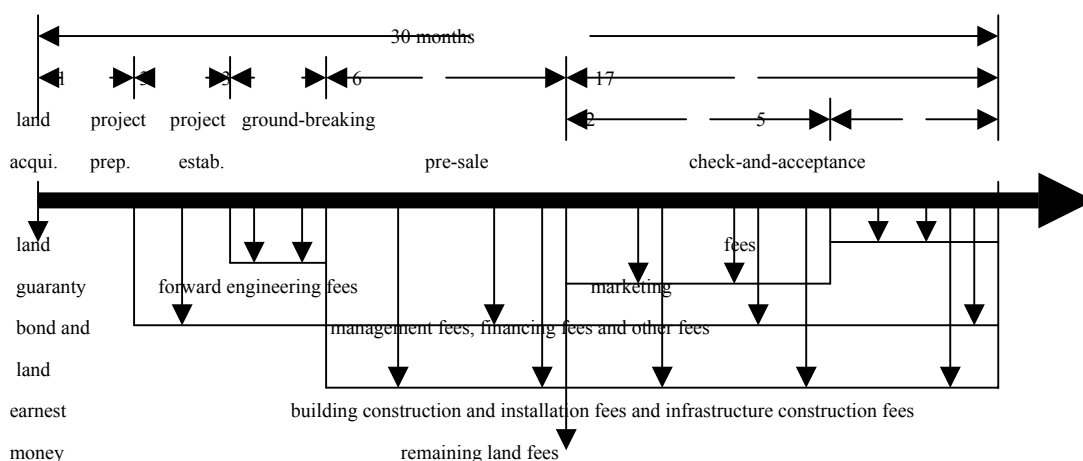 30 months
1 3 3 6 17
land project project ground-breaking 2 5
acqui. prep. estab. pre-sale check-and-acceptance
land fees
guaranty forward engineering fees marketing
bond and management fees, financing fees and other fees
land
earnest building construction and installation fees and infrastructure construction fees
money remaining land fees